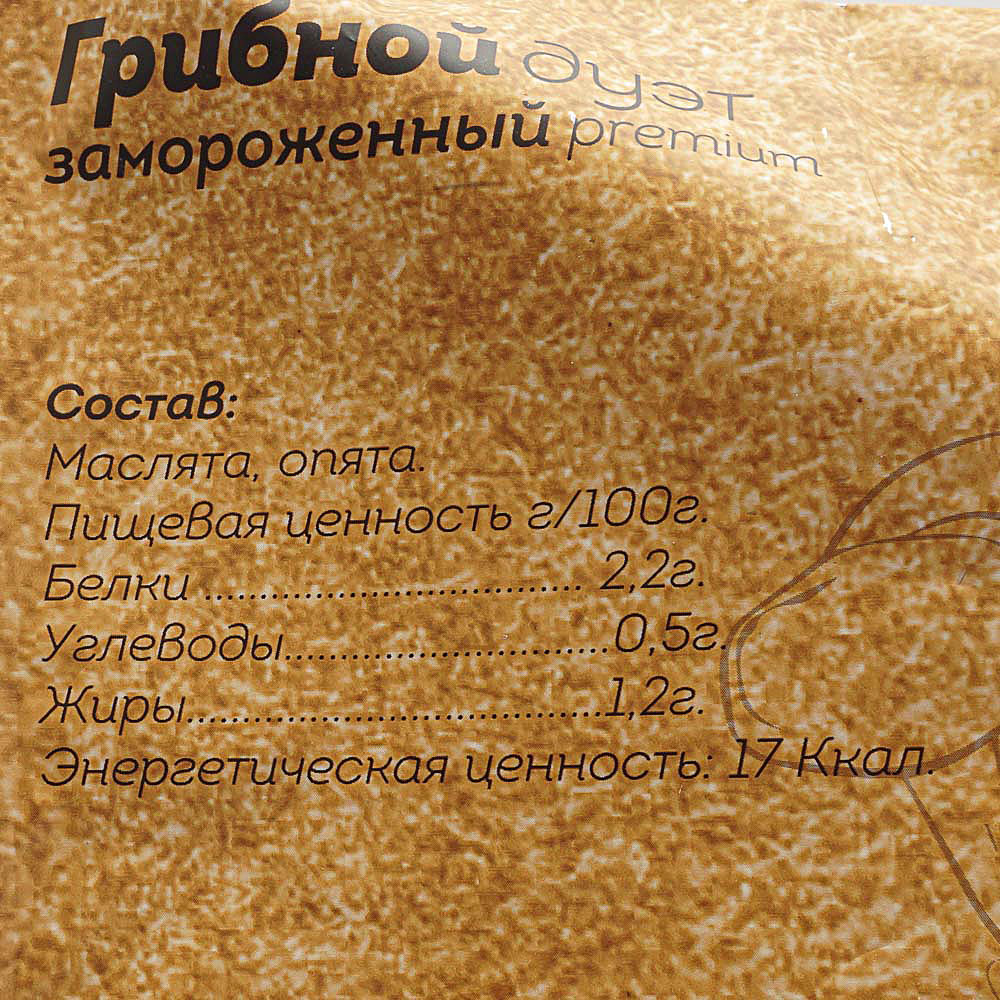 Грибной дуэт
замороженный premium
Состав:
Маслята, опята.
Пищевая ценность г/100г.
Белки .................................. 2,2г.
Углеводы..............................0,5г.
Жиры......................................1,2г.
Энергетическая ценность: 17 Ккал.